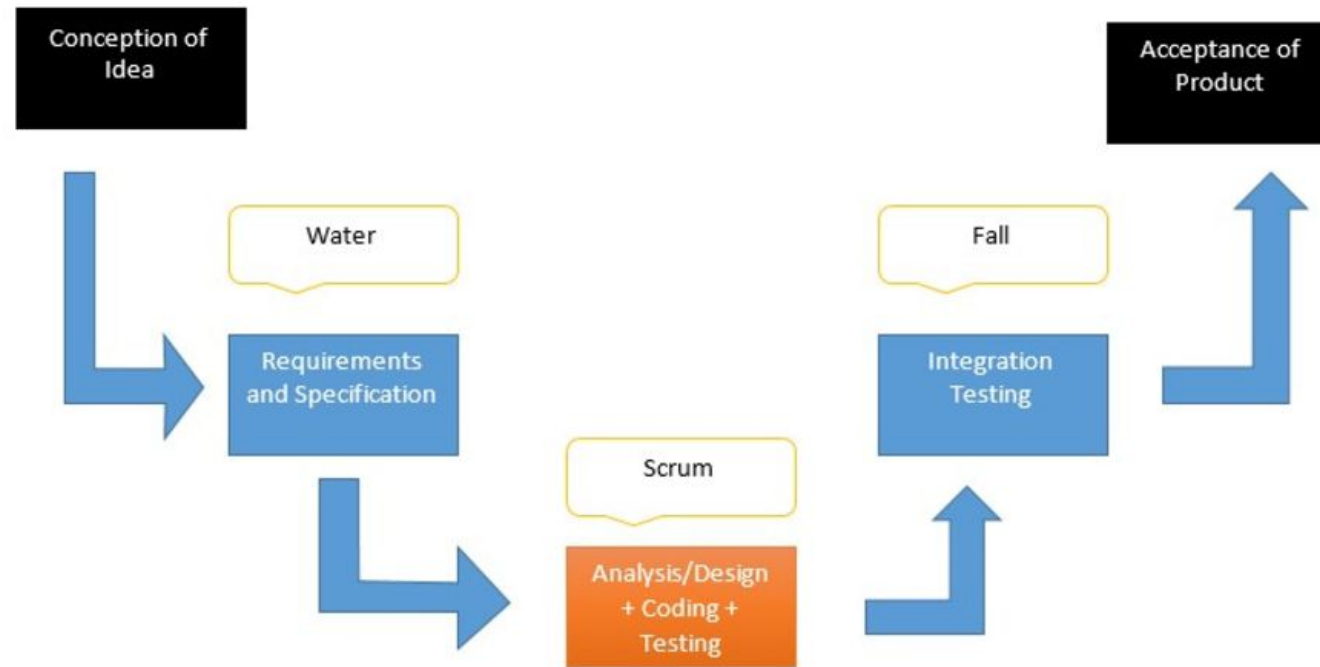 Conception of
Idea
Acceptance of
Product
Water
Fall
Requirements
and Specification
Integration
Testing
Scrum
Analysis/Design
+ Coding +
Testing